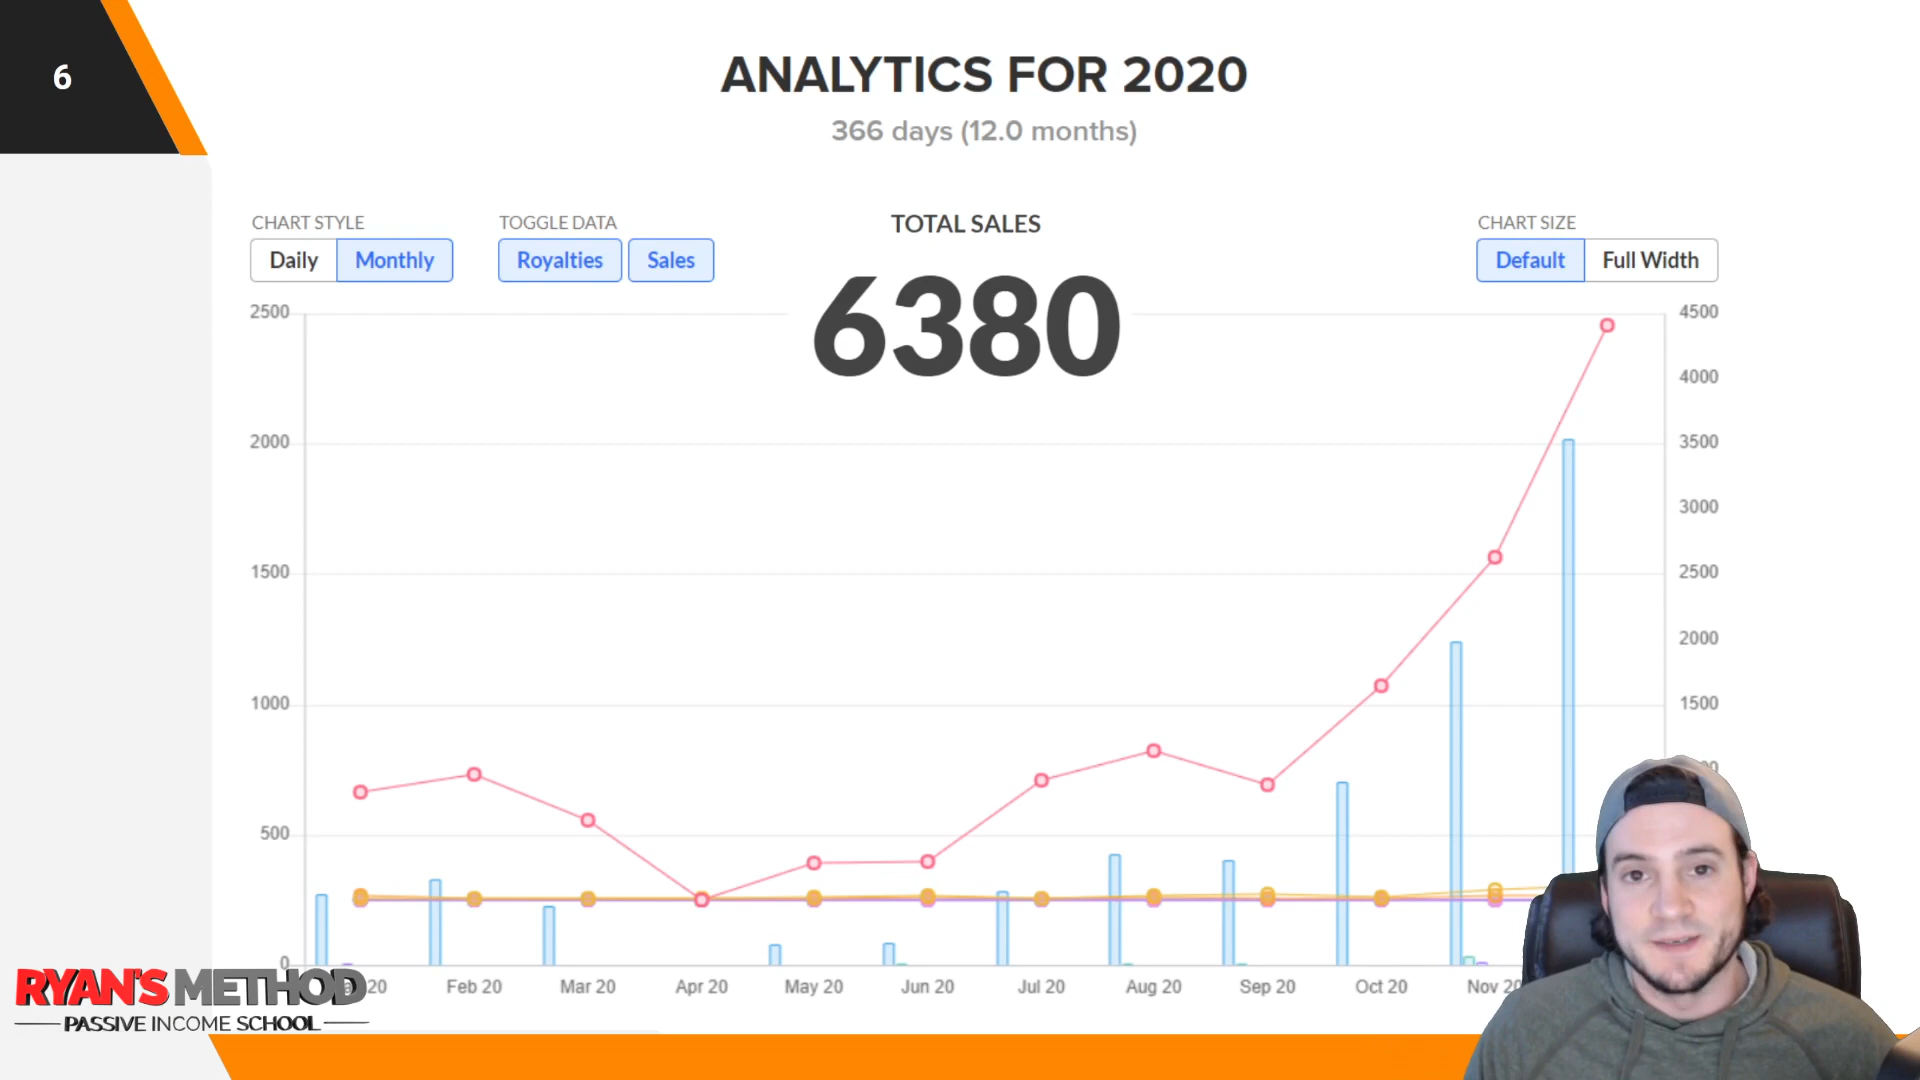 6
ANALYTICS FOR 2020
366 days (12.0 months)
CHART STYLE
Daily
Monthly
TOGGLE DATA
Royalties
Sales
TOTAL SALES
6380
CHART SIZE
Default
Full Width
2500
2000
1500
1000
500
0
4500
4000
3500
3000
2500
2000
1500
20
Feb 20
Mar 20
Apr 20
May 20
Jun 20
Jul 20
Aug 20
Sep 20
Oct 20
Nov 20
RYAN'S METHOD
PASSIVE INCOME SCHOOL